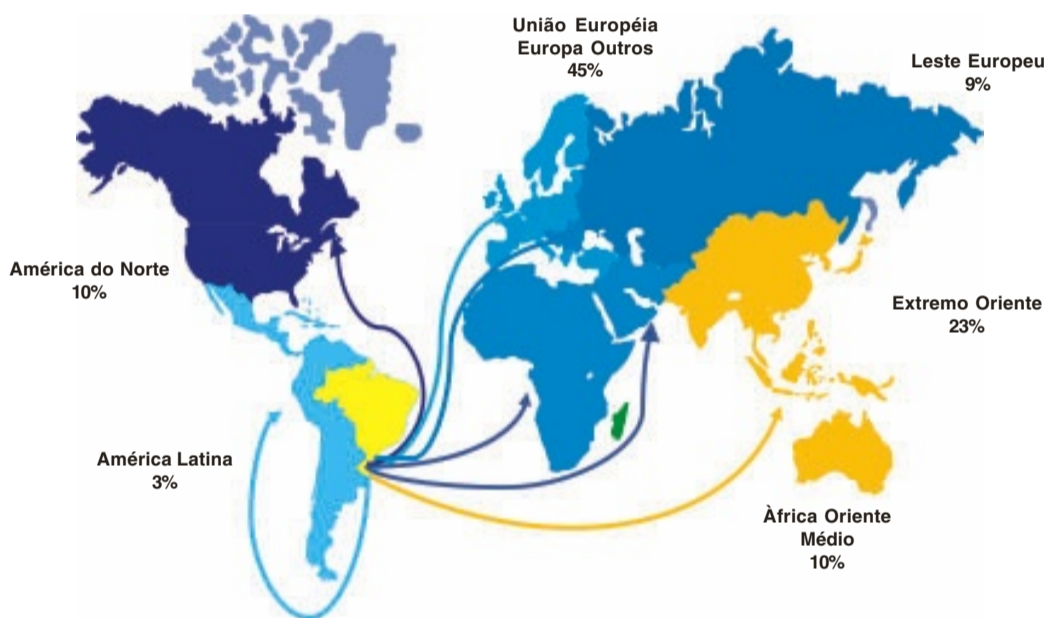 União Européia
Europa Outros
45%
Leste Europeu
9%
América do Norte
10%
Extremo Oriente
23%
América Latina
3%
Àfrica Oriente
Médio
10%